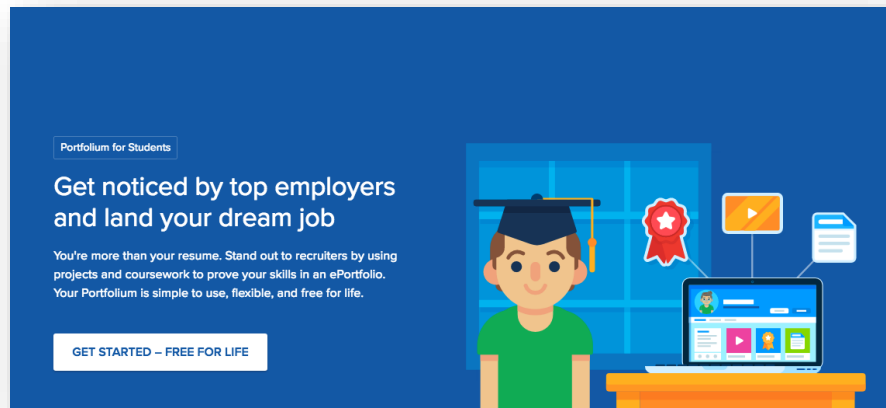 Portfolium for Students
Get noticed by top employers
and land your dream job
You're more than your resume. Stand out to recruiters by using
projects and coursework to prove your skills in an ePortfolio.
Your Portfolium is simple to use, flexible, and free for life.
GET STARTED – FREE FOR LIFE